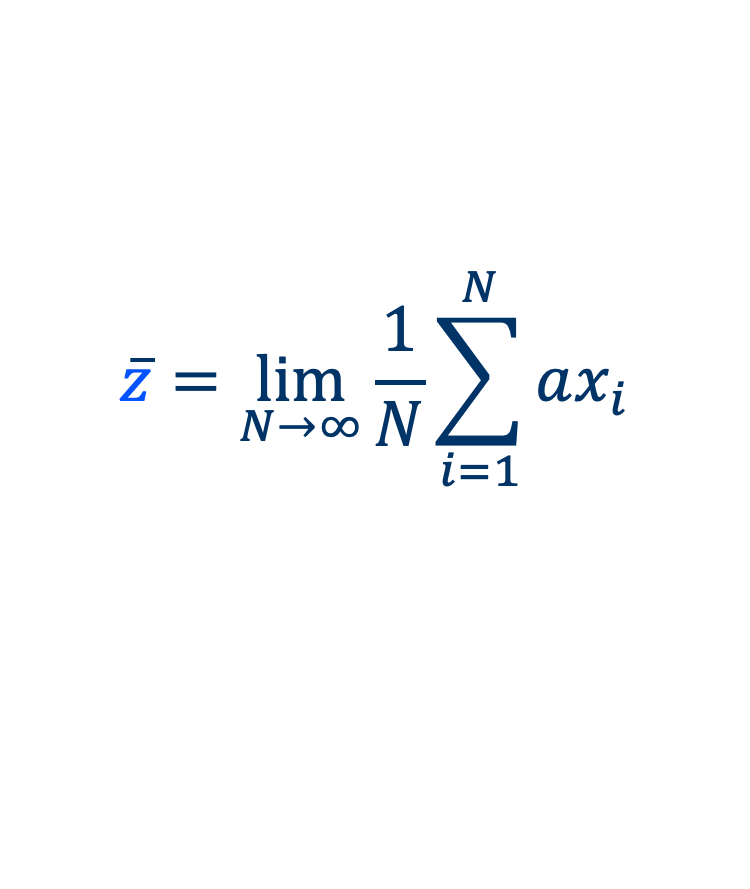 z̄ = lim_{N→∞} 1/N ∑_{i=1}^{N} ax_i